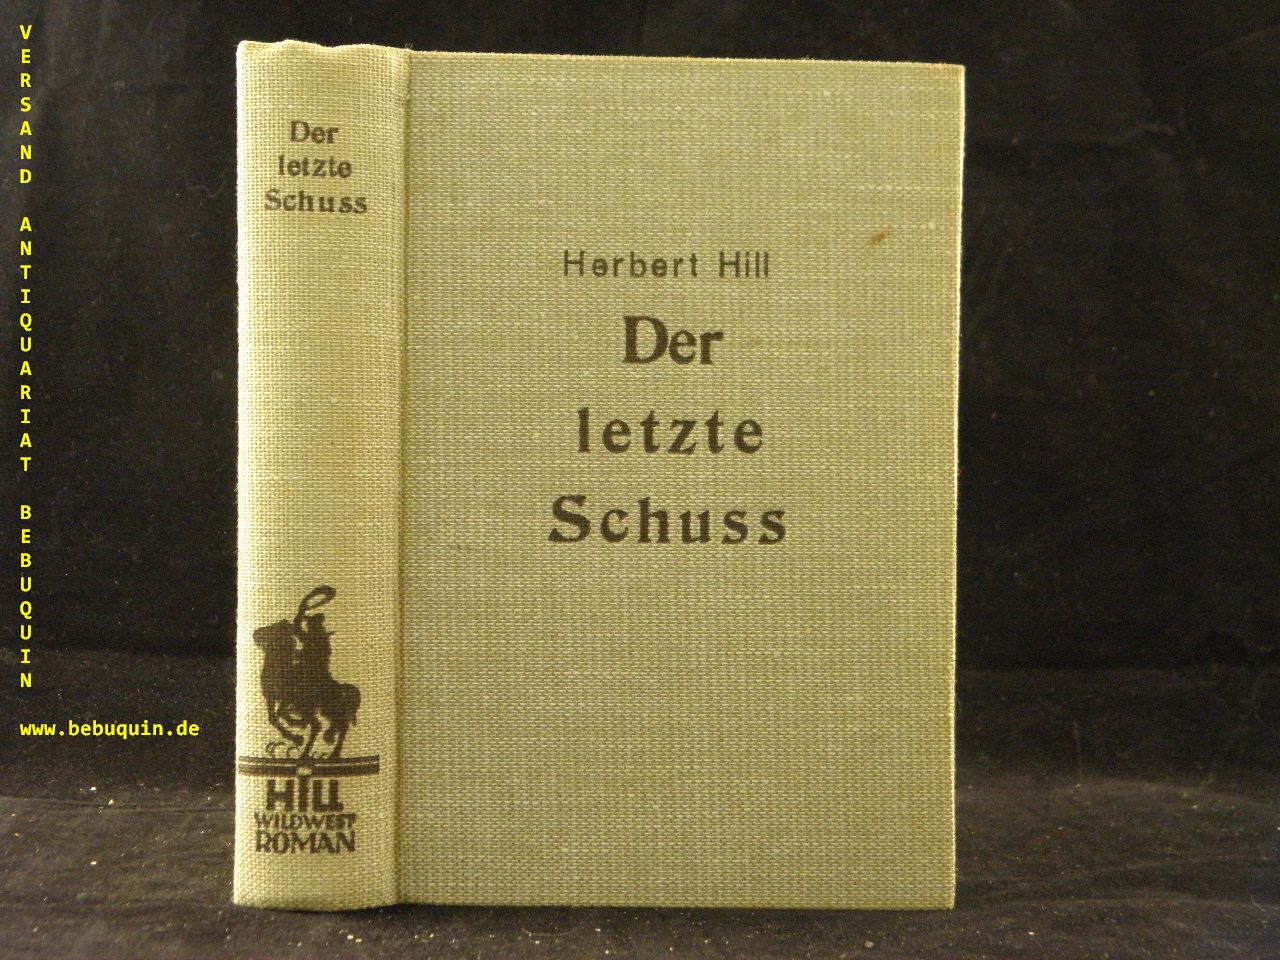 VERSAND ANTIQUARIAT BEBUQUIN
www.bebuquin.de
Der
letzte
Schuss
HILL
WILDWEST
ROMAN
Herbert Hill
Der
letzte
Schuss